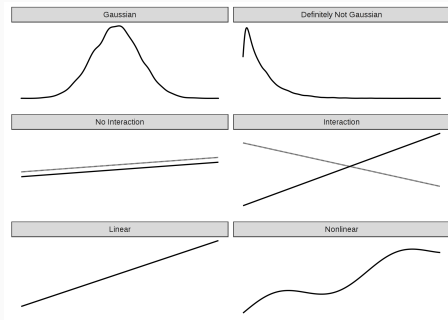 Gaussian
Definitely Not Gaussian
No Interaction
Interaction
Linear
Nonlinear